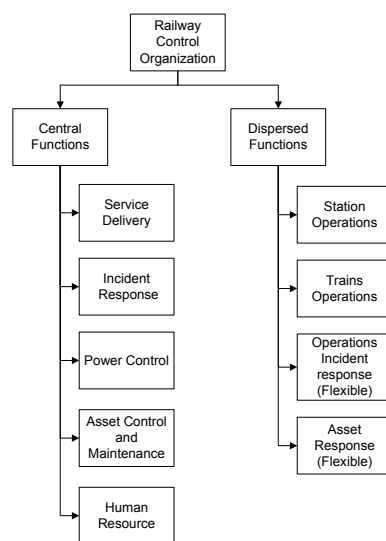 Railway
Control
Organization
Central
Functions
Dispersed
Functions
Service
Delivery
Incident
Response
Power Control
Asset Control
and
Maintenance
Human
Resource
Station
Operations
Trains
Operations
Operations
Incident
response
(Flexible)
Asset
Response
(Flexible)